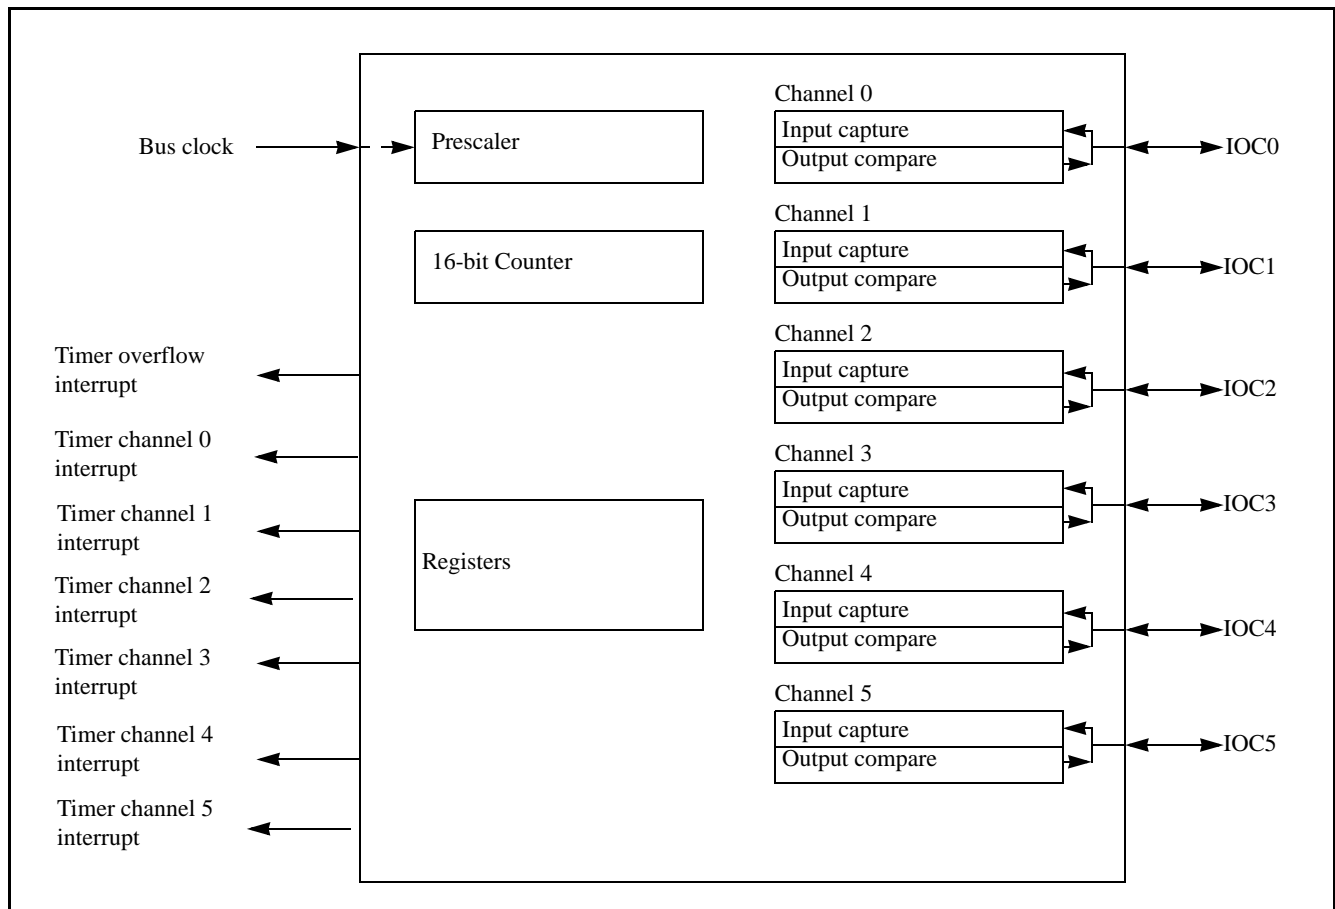 Bus clock
Prescaler
16-bit Counter
Registers
Timer overflow
interrupt
Timer channel 0
interrupt
Timer channel 1
interrupt
Timer channel 2
interrupt
Timer channel 3
interrupt
Timer channel 4
interrupt
Timer channel 5
interrupt
Channel 0
Input capture
Output compare
IOC0
Channel 1
Input capture
Output compare
IOC1
Channel 2
Input capture
Output compare
IOC2
Channel 3
Input capture
Output compare
IOC3
Channel 4
Input capture
Output compare
IOC4
Channel 5
Input capture
Output compare
IOC5